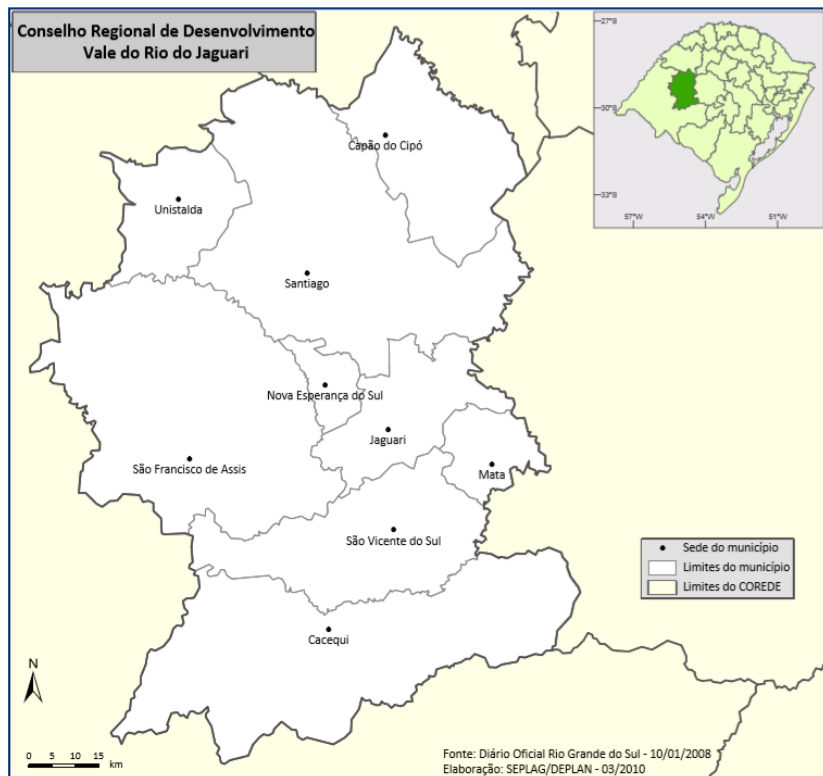 Conselho Regional de Desenvolvimento
Vale do Rio do Jaguari
27°S
30°S
33°S
57°W
54°W
51°W
Capão do Cipó
Unistalda
Santiago
Nova Esperança do Sul
Jaguari
São Francisco de Assis
Mata
São Vicente do Sul
Cacequi
Sede do município
Limites do município
Limites do COREDE
N
0 5 10 15
km
Fonte: Diário Oficial Rio Grande do Sul - 10/01/2008
Elaboração: SEPLAG/DEPLAN - 03/2010